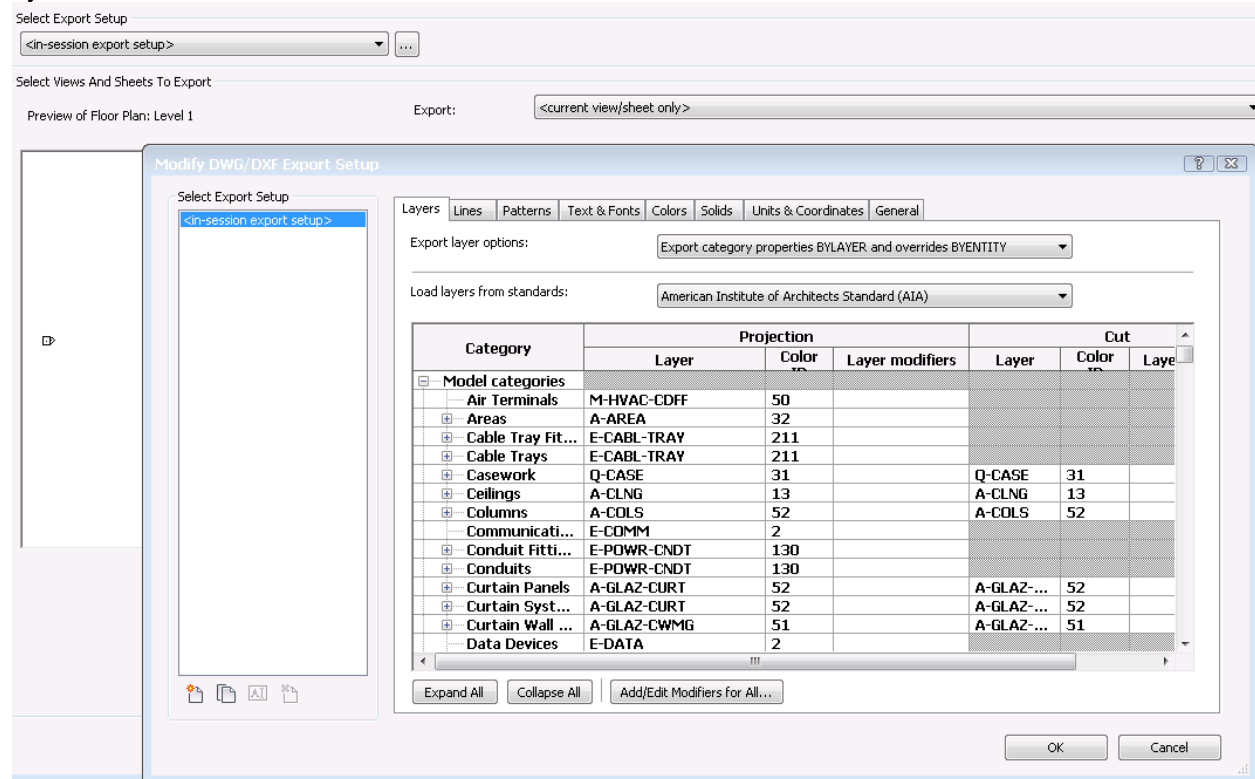 Select Export Setup
<in-session export setup> ...
Select Views And Sheets To Export
Preview of Floor Plan: Level 1 Export: <current view/sheet only>
Modify DWG/DXF Export Setup ?
Select Export Setup
<in-session export setup>
Layers Lines Patterns Text & Fonts Colors Solids Units & Coordinates General
Export layer options: Export category properties BYLAYER and overrides BYENTITY
Load layers from standards: American Institute of Architects Standard (AIA)
Category Projection Cut
Layer Color Layer modifiers Layer Color Laye
Model categories
Air Terminals M-HVAC-CDFF 50
Areas A-AREA 32
Cable Tray Fit... E-CABL-TRAY 211
Cable Trays E-CABL-TRAY 211
Casework Q-CASE 31 Q-CASE 31
Ceilings A-CLNG 13 A-CLNG 13
Columns A-COLS 52 A-COLS 52
Communicati... E-COMM 2
Conduit Fitti... E-POWR-CNDT 130
Conduits E-POWR-CNDT 130
Curtain Panels A-GLAZ-CURT 52 A-GLAZ-... 52
Curtain Syst... A-GLAZ-CURT 52 A-GLAZ-... 52
Curtain Wall ... A-GLAZ-CWMG 51 A-GLAZ-... 51
Data Devices E-DATA 2
AI
Expand All Collapse All Add/Edit Modifiers for All...
OK Cancel